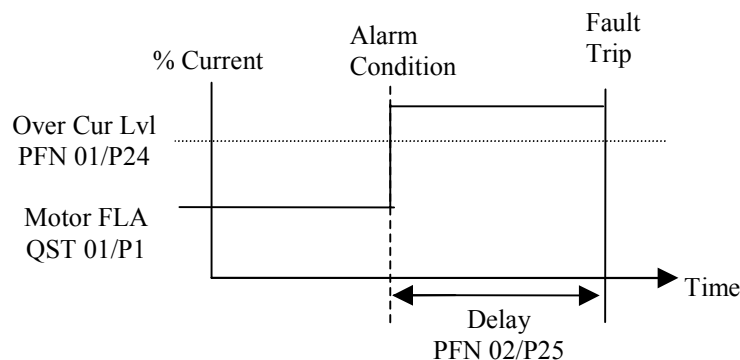 % Current
Alarm
Condition
Fault
Trip
Over Cur Lvl
PFN 01/P24
Motor FLA
QST 01/P1
Time
Delay
PFN 02/P25